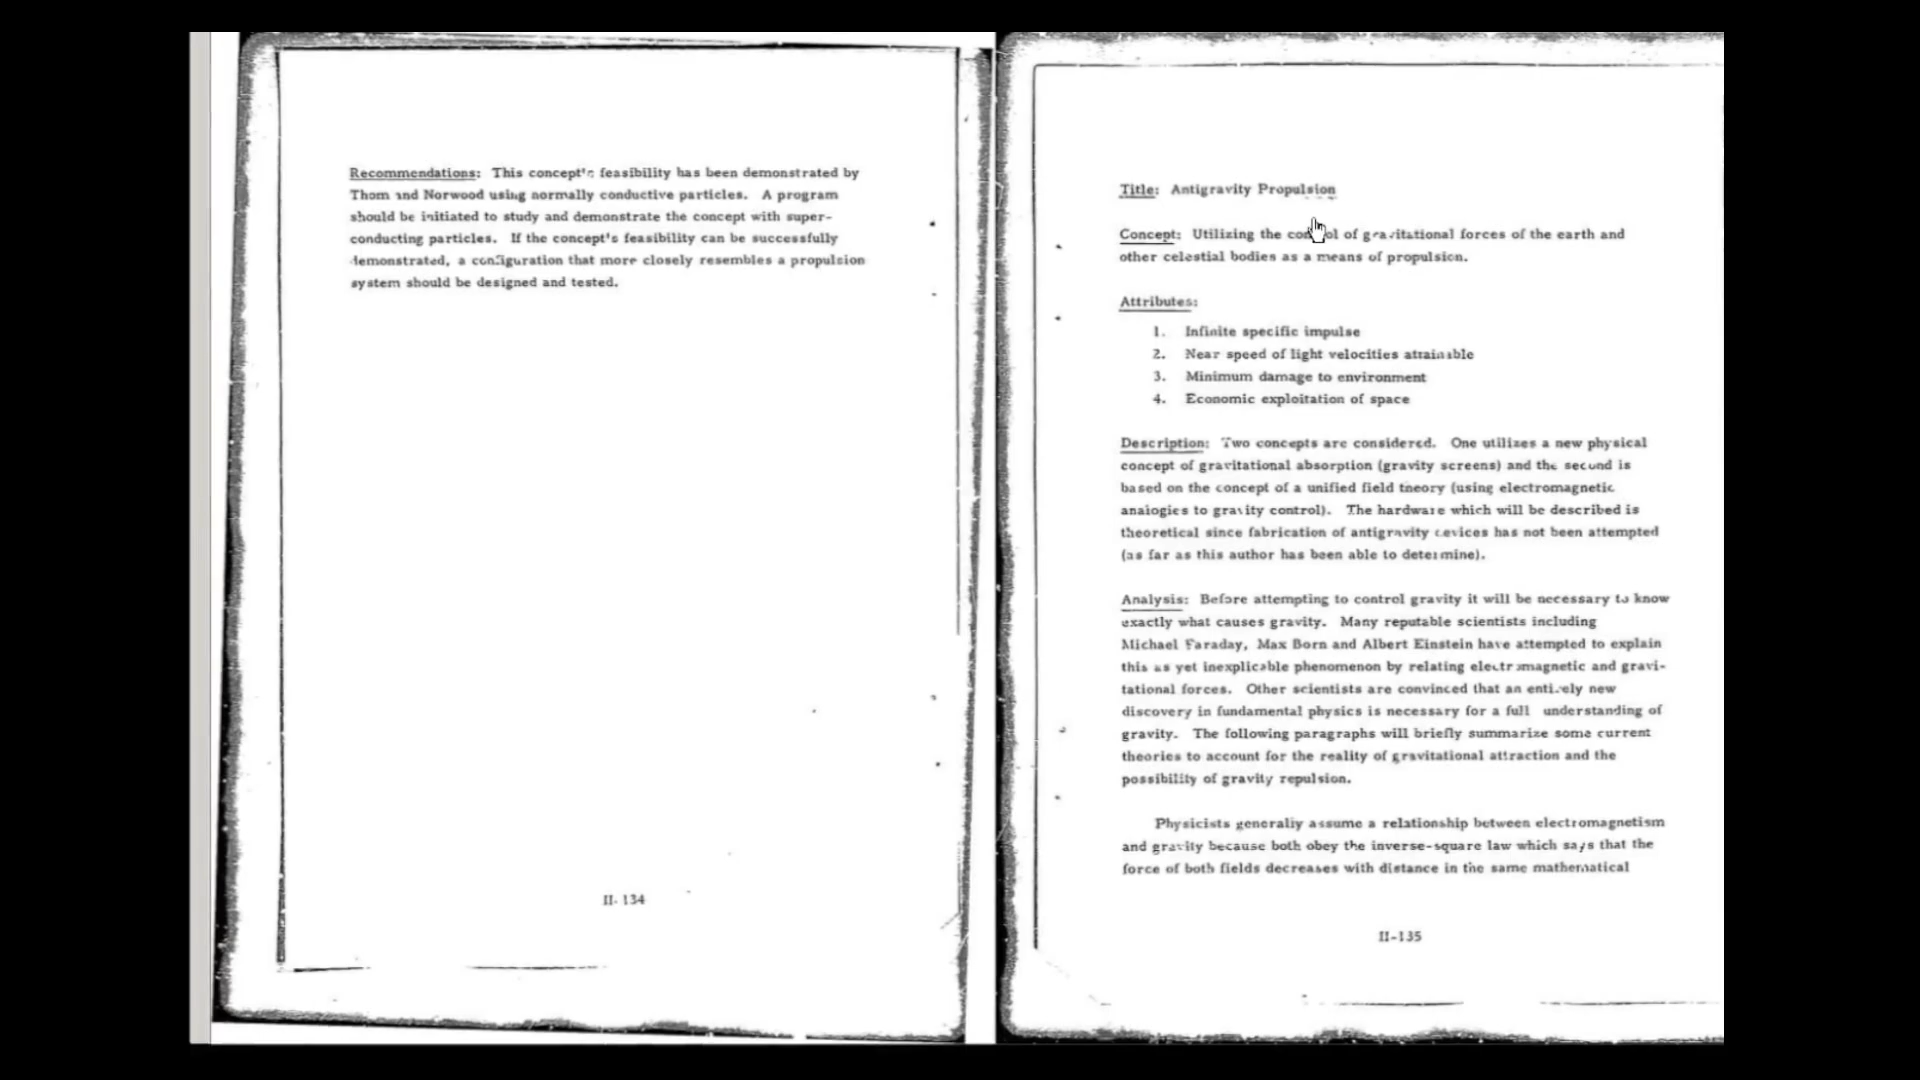 Recommendations: This concept's feasibility has been demonstrated by
Thom and Norwood using normally conductive particles. A program
should be initiated to study and demonstrate the concept with super-
conducting particles. If the concept's feasibility can be successfully
demonstrated, a configuration that more closely resembles a propulsion
system should be designed and tested.
II-134
Title: Antigravity Propulsion
Concept: Utilizing the control of gravitational forces of the earth and
other celestial bodies as a means of propulsion.
Attributes:
1. Infinite specific impulse
2. Near speed of light velocities attainable
3. Minimum damage to environment
4. Economic exploitation of space
Description: Two concepts are considered. One utilizes a new physical
concept of gravitational absorption (gravity screens) and the second is
based on the concept of a unified field theory (using electromagnetic
analogies to gravity control). The hardware which will be described is
theoretical since fabrication of antigravity devices has not been attempted
(as far as this author has been able to determine).
Analysis: Before attempting to control gravity it will be necessary to know
exactly what causes gravity. Many reputable scientists including
Michael Faraday, Max Born and Albert Einstein have attempted to explain
this as yet inexplicable phenomenon by relating electromagnetic and gravi-
tational forces. Other scientists are convinced that an entirely new
discovery in fundamental physics is necessary for a full understanding of
gravity. The following paragraphs will briefly summarize some current
theories to account for the reality of gravitational attraction and the
possibility of gravity repulsion.
Physicists generally assume a relationship between electromagnetism
and gravity because both obey the inverse-square law which says that the
force of both fields decreases with distance in the same mathematical
II-135